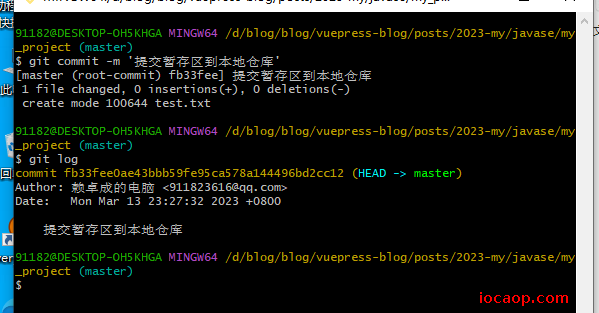 91182@DESKTOP-OH5KHGA MINGW64 /d/blog/blog/vuepress-blog/posts/2023-my/javase/my
_project (master)
$ git commit -m '提交暂存区到本地仓库'
[master (root-commit) fb33fee] 提交暂存区到本地仓库
 1 file changed, 0 insertions(+), 0 deletions(-)
 create mode 100644 test.txt
91182@DESKTOP-OH5KHGA MINGW64 /d/blog/blog/vuepress-blog/posts/2023-my/javase/my
_project (master)
$ git log
commit fb33fee0ae43bbb59fe95ca578a144496bd2cc12 (HEAD -> master)
Author: 赖卓成的电脑 <911823616@qq.com>
Date:   Mon Mar 13 23:27:32 2023 +0800
    提交暂存区到本地仓库
91182@DESKTOP-OH5KHGA MINGW64 /d/blog/blog/vuepress-blog/posts/2023-my/javase/my
_project (master)
$
iocaop.com